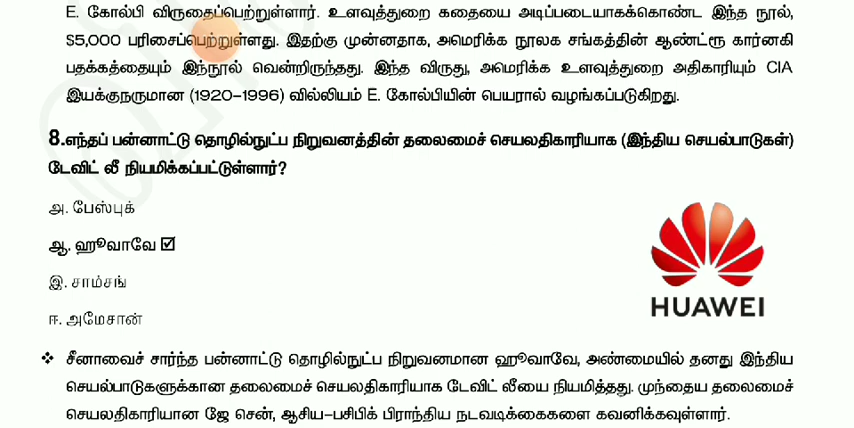 E. கோல்பி விருதைப்பெற்றுள்ளார். உளவுத்துறை கதையை அடிப்படையாகக்கொண்ட இந்த நூல்,
$5,000 பரிசைப்பெற்றுள்ளது. இதற்கு முன்னதாக, அமெரிக்க நூலக சங்கத்தின் ஆண்ட்ரூ கார்னகி
பதக்கத்தையும் இந்நூல் வென்றிருந்தது. இந்த விருது, அமெரிக்க உளவுத்துறை அதிகாரியும் CIA
இயக்குநருமான (1920-1996) வில்லியம் E. கோல்பியின் பெயரால் வழங்கப்படுகிறது.
8.எந்தப் பன்னாட்டு தொழில்நுட்ப நிறுவனத்தின் தலைமைச் செயலதிகாரியாக (இந்திய செயல்பாடுகள்)
டேவிட் லீ நியமிக்கப்பட்டுள்ளார்?
அ. பேஸ்புக்
ஆ. ஹூவாவே ☑
இ. சாம்சங்
ஈ. அமேசான்
HUAWEI
❖ சீனாவைச் சார்ந்த பன்னாட்டு தொழில்நுட்ப நிறுவனமான ஹூவாவே, அண்மையில் தனது இந்திய
செயல்பாடுகளுக்கான தலைமைச் செயலதிகாரியாக டேவிட் லீயை நியமித்தது. முந்தைய தலைமைச்
செயலதிகாரியான ஜே சென், ஆசிய-பசிபிக் பிராந்திய நடவடிக்கைகளை கவனிக்கவுள்ளார்.